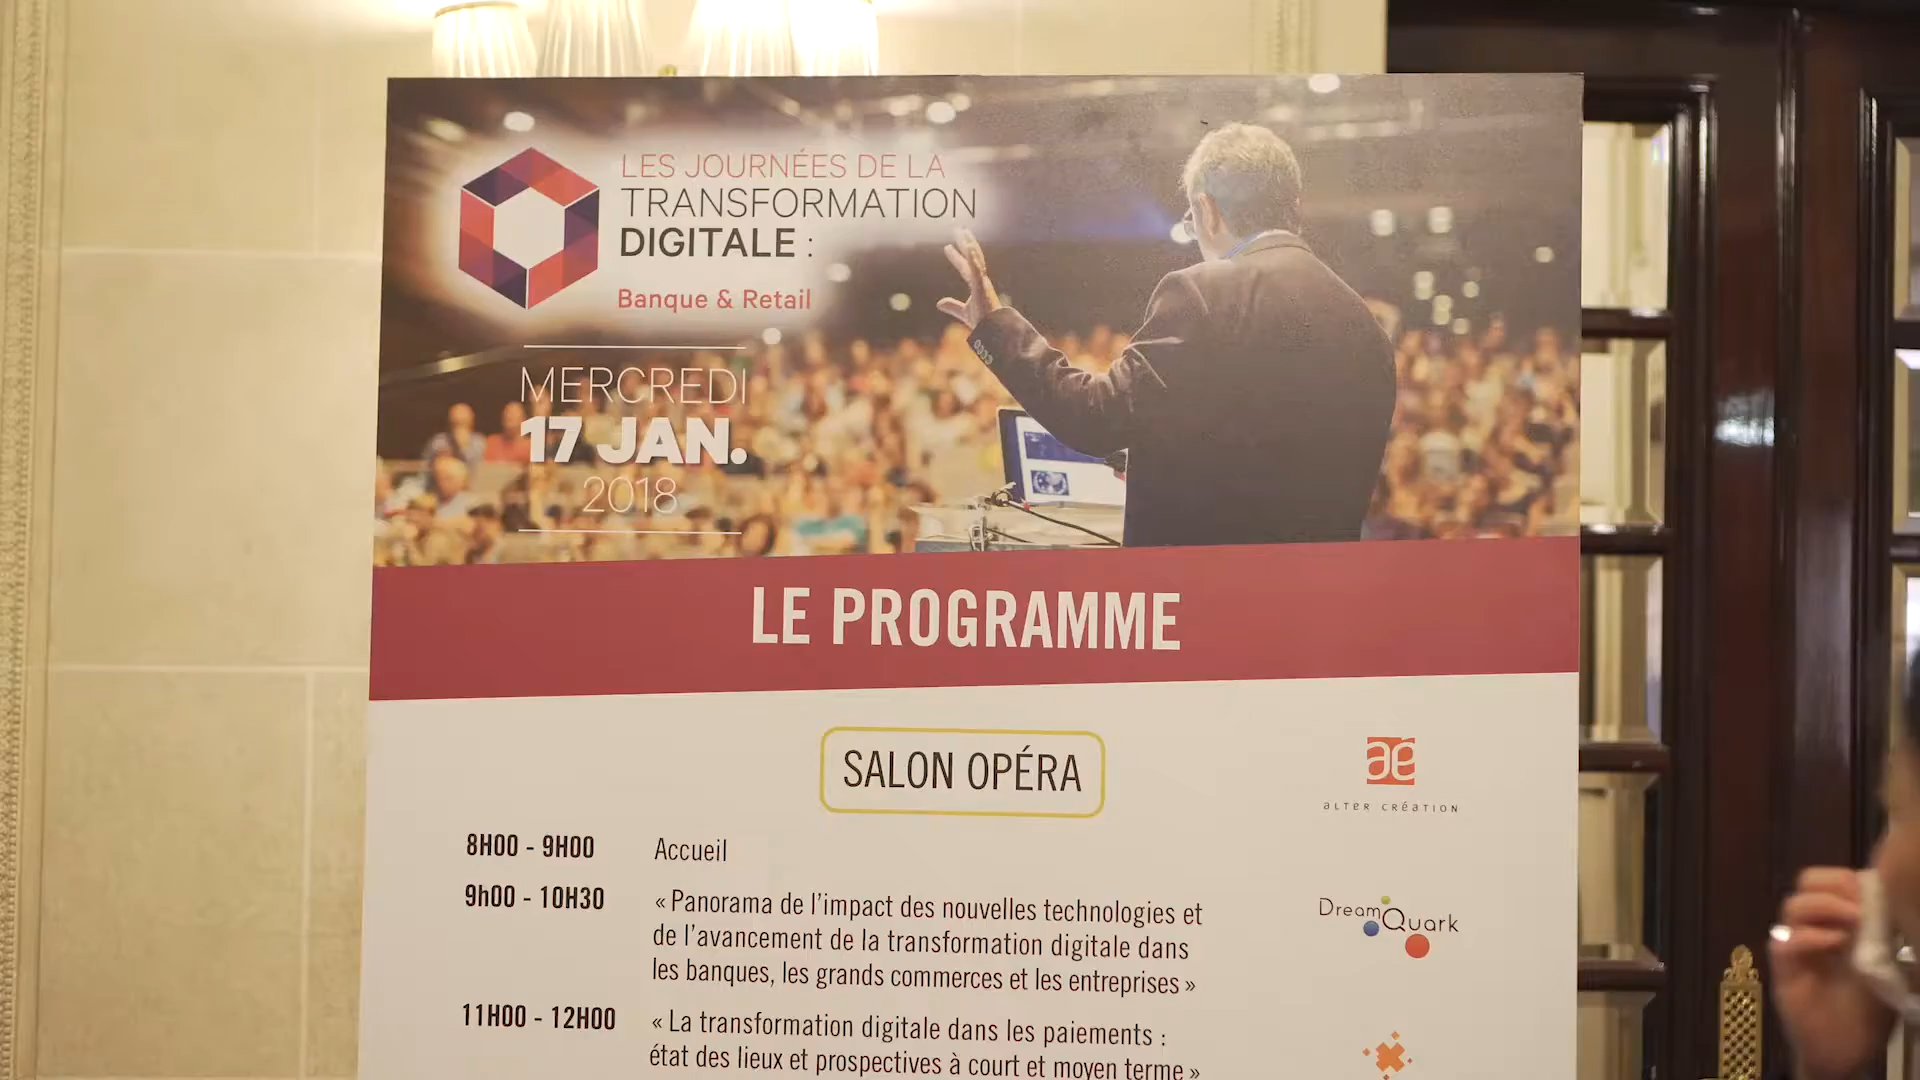 LES JOURNÉES DE LA
TRANSFORMATION
DIGITALE :
Banque & Retail
MERCREDI
17 JAN.
2018
LE PROGRAMME
SALON OPÉRA
aé
alter création
8H00 - 9H00 Accueil
9h00 - 10H30 « Panorama de l'impact des nouvelles technologies et
de l'avancement de la transformation digitale dans
les banques, les grands commerces et les entreprises »
DreamQuark
11H00 - 12H00 « La transformation digitale dans les paiements :
état des lieux et prospectives à court et moyen terme »